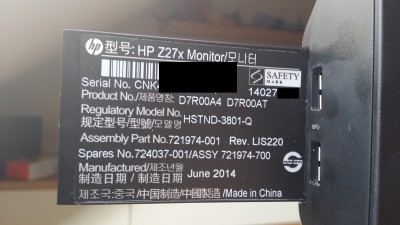 hp 型号: HP Z27x Monitor/모니터
Serial No. CNK
SAFETY MARK 14027
Product No./제품명칭: D7R00A4 D7R00AT
Regulatory Model No.
规定型号/型號/모델명 HSTND-3801-Q
Assembly Part No.721974-001 Rev. LIS220
Spares No.724037-001/ASSY 721974-700
Manufactured/제조년월
制造日期 / 製造日期 / June 2014
제조국:중국 /中国制造/中國製造/Made in China